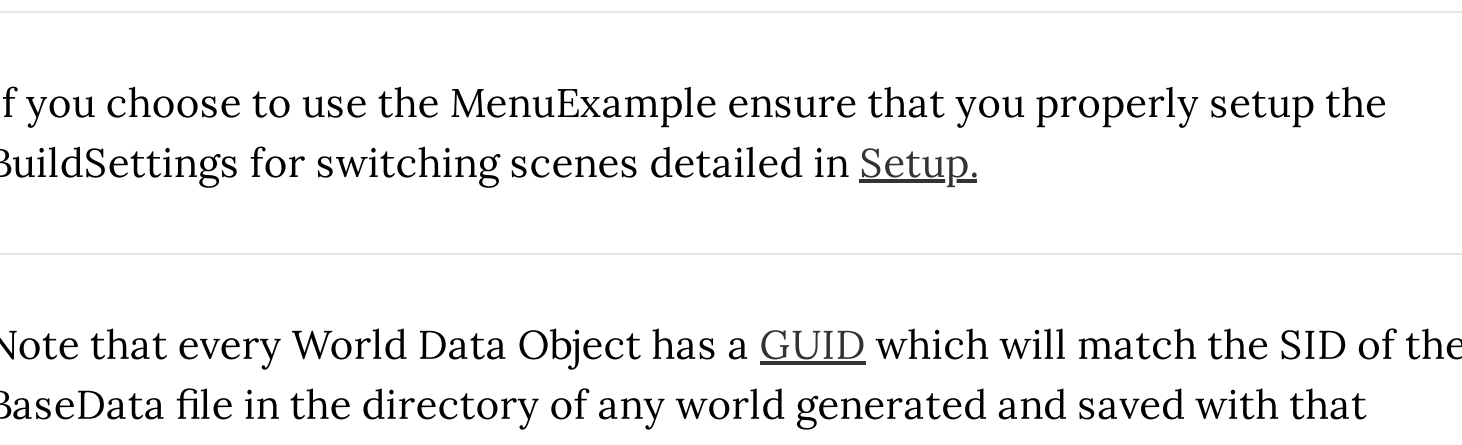 If you choose to use the MenuExample ensure that you properly setup the
BuildSettings for switching scenes detailed in Setup.
Note that every World Data Object has a GUID which will match the SID of the
BaseData file in the directory of any world generated and saved with that